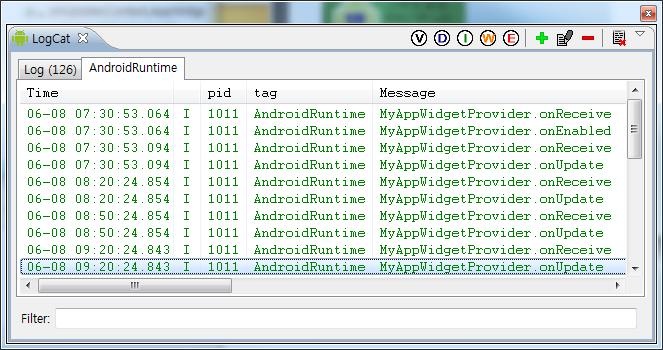 LogCat
V D I W E
Log (126) AndroidRuntime
Time pid tag Message
06-08 07:30:53.064 I 1011 AndroidRuntime MyAppWidgetProvider.onReceive
06-08 07:30:53.064 I 1011 AndroidRuntime MyAppWidgetProvider.onEnabled
06-08 07:30:53.094 I 1011 AndroidRuntime MyAppWidgetProvider.onReceive
06-08 07:30:53.094 I 1011 AndroidRuntime MyAppWidgetProvider.onUpdate
06-08 08:20:24.854 I 1011 AndroidRuntime MyAppWidgetProvider.onReceive
06-08 08:20:24.854 I 1011 AndroidRuntime MyAppWidgetProvider.onUpdate
06-08 08:50:24.854 I 1011 AndroidRuntime MyAppWidgetProvider.onReceive
06-08 08:50:24.854 I 1011 AndroidRuntime MyAppWidgetProvider.onUpdate
06-08 09:20:24.843 I 1011 AndroidRuntime MyAppWidgetProvider.onReceive
06-08 09:20:24.843 I 1011 AndroidRuntime MyAppWidgetProvider.onUpdate
Filter: